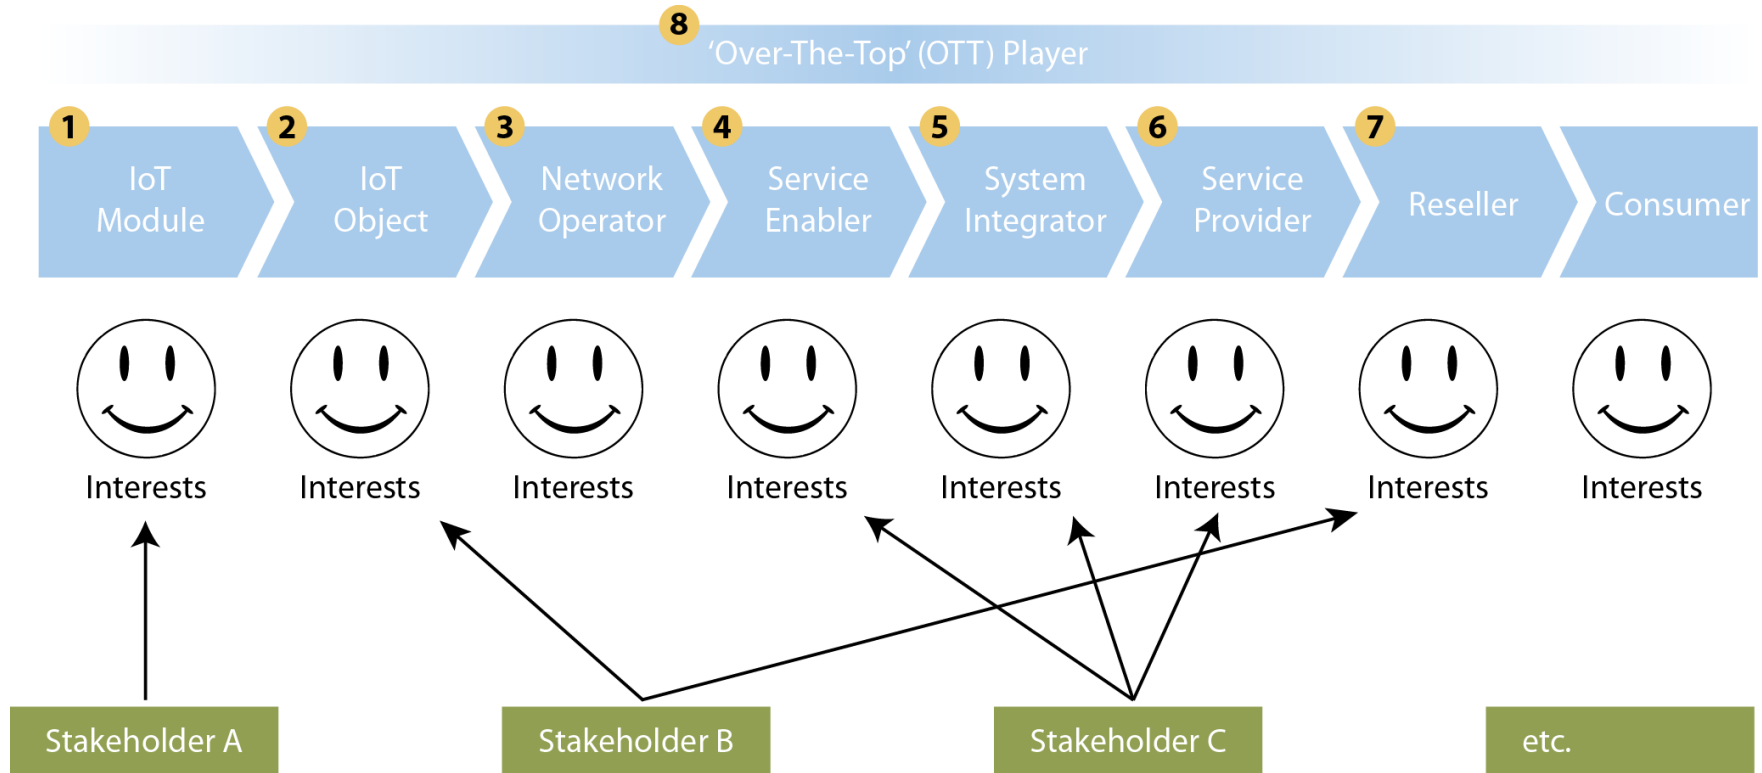 8
‘Over-The-Top’ (OTT) Player
1
IoT
Module
2
IoT
Object
3
Network
Operator
4
Service
Enabler
5
System
Integrator
6
Service
Provider
7
Reseller
Consumer
Interests
Interests
Interests
Interests
Interests
Interests
Interests
Interests
Stakeholder A
Stakeholder B
Stakeholder C
etc.